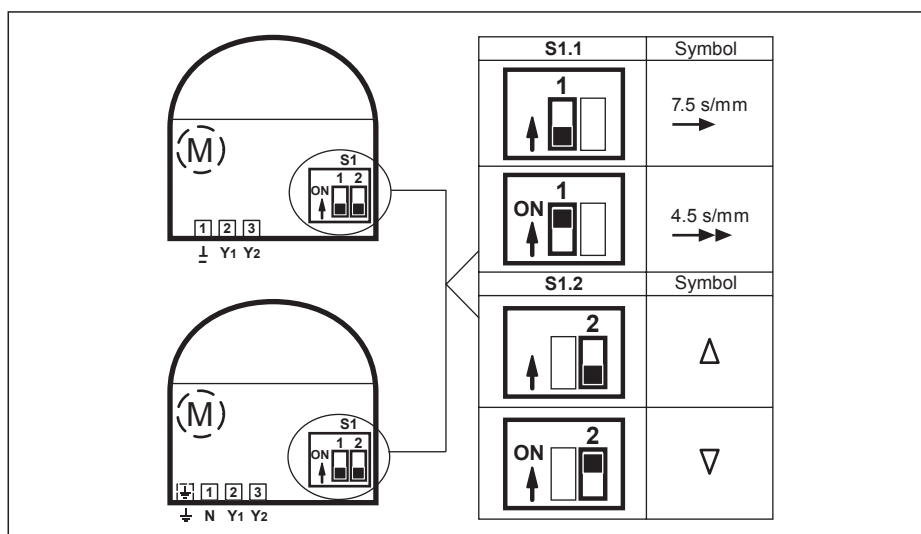 M
S1
1 2
ON
1 2 3
Y1 Y2
M
S1
1 2
ON
1 2 3
N Y1 Y2
S1.1 Symbol
1
7.5 s/mm
1
ON
4.5 s/mm
S1.2 Symbol
2
2
ON